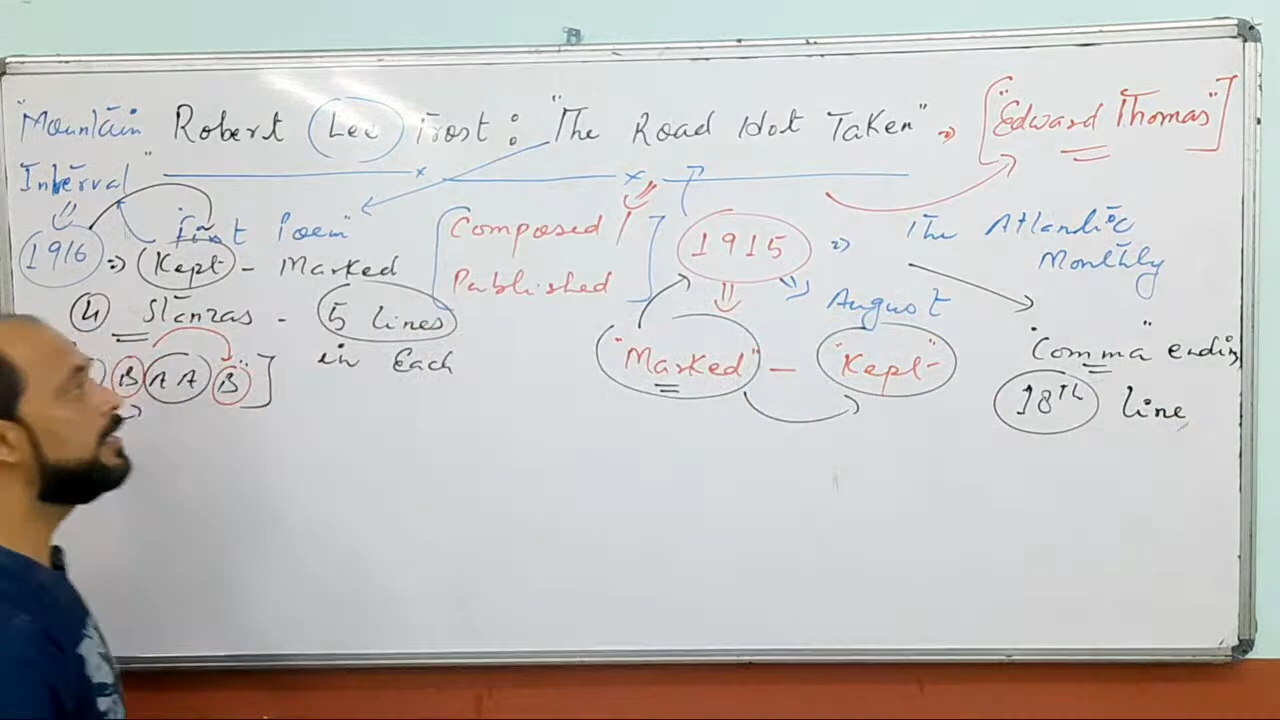 "Mountain Robert Lee Frost : "The Road Not Taken" ⇒ ["Edward Thomas"]
Interval"
1916 ⇒ Kept - Marked
"First Poem"
[Composed /
Published]
1915 ⇒ The Atlantic
Monthly
August
4 Stanzas - 5 lines
in Each
B A A B]
"Marked" - "Kept"
"Comma" ending
18TH line